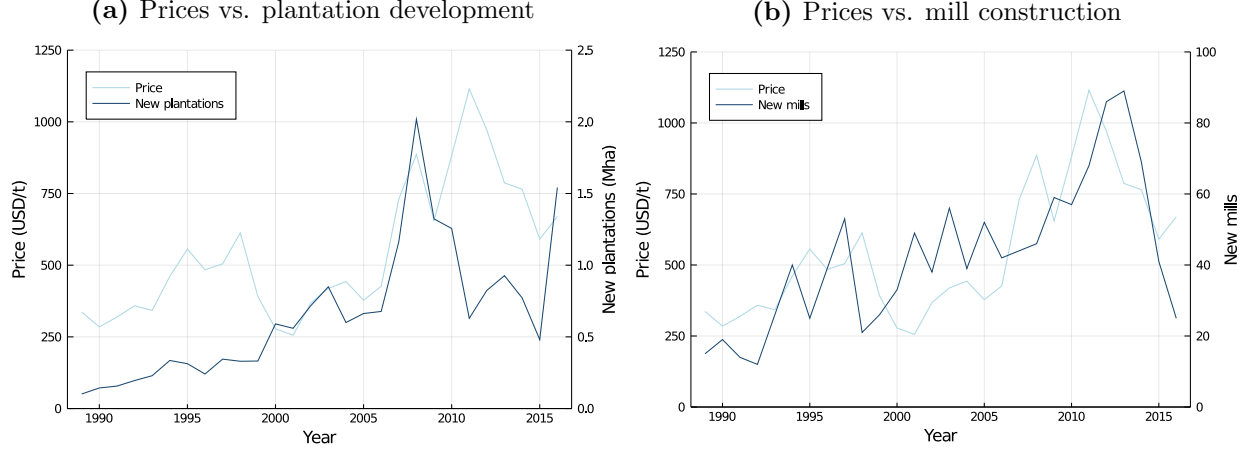 (a) Prices vs. plantation development
1250
1000
750
500
250
0
Price (USD/t)
Price
New plantations
2.5
2.0
1.5
1.0
0.5
0.0
New plantations (Mha)
1990 1995 2000 2005 2010 2015
Year
(b) Prices vs. mill construction
1250
1000
750
500
250
0
Price (USD/t)
Price
New mills
100
80
60
40
20
0
New mills
1990 1995 2000 2005 2010 2015
Year